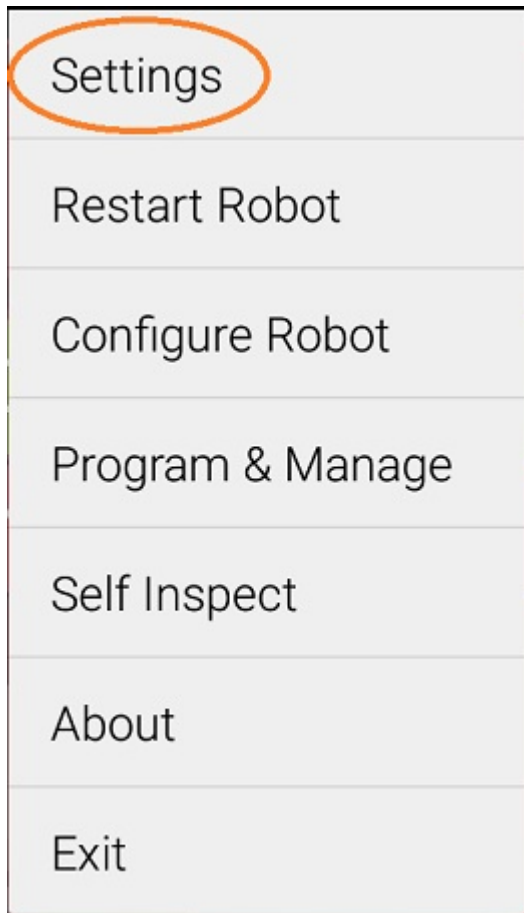 Settings
Restart Robot
Configure Robot
Program & Manage
Self Inspect
About
Exit